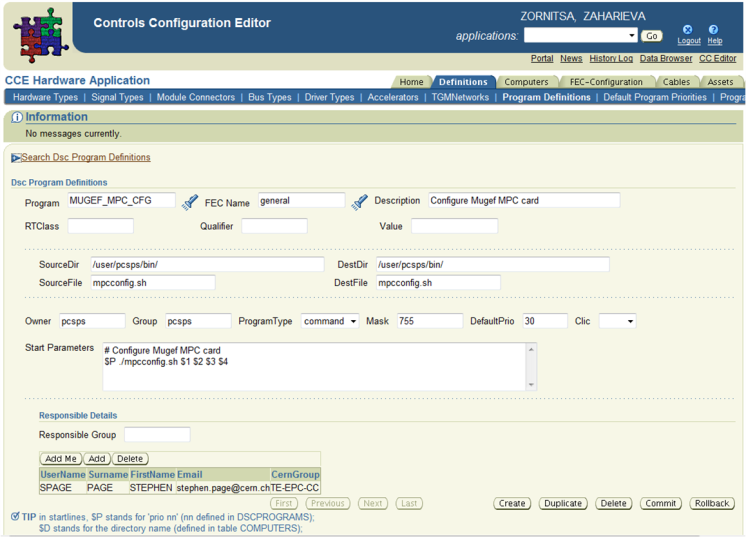 Controls Configuration Editor
ZORNITSA, ZAHARIEVA
applications: Go Logout Help
Portal News History Log Data Browser CC Editor
CCE Hardware Application
Home Definitions Computers FEC-Configuration Cables Assets
Hardware Types | Signal Types | Module Connectors | Bus Types | Driver Types | Accelerators | TGMNetworks | Program Definitions | Default Program Priorities | Progra
Information
No messages currently.
Search Dsc Program Definitions
Dsc Program Definitions
Program MUGEF_MPC_CFG FEC Name general Description Configure Mugef MPC card
RTClass Qualifier Value
SourceDir /user/pcsps/bin/ DestDir /user/pcsps/bin/
SourceFile mpcconfig.sh DestFile mpcconfig.sh
Owner pcsps Group pcsps ProgramType command Mask 755 DefaultPrio 30 Clic
Start Parameters # Configure Mugef MPC card
$P ./mpcconfig.sh $1 $2 $3 $4
Responsible Details
Responsible Group
Add Me Add Delete
UserName Surname FirstName Email CernGroup
SPAGE PAGE STEPHEN stephen.page@cern.ch TE-EPC-CC
First Previous Next Last Create Duplicate Delete Commit Rollback
TIP in startlines, $P stands for 'prio nn' (nn defined in DSCPROGRAMS);
$D stands for the directory name (defined in table COMPUTERS);